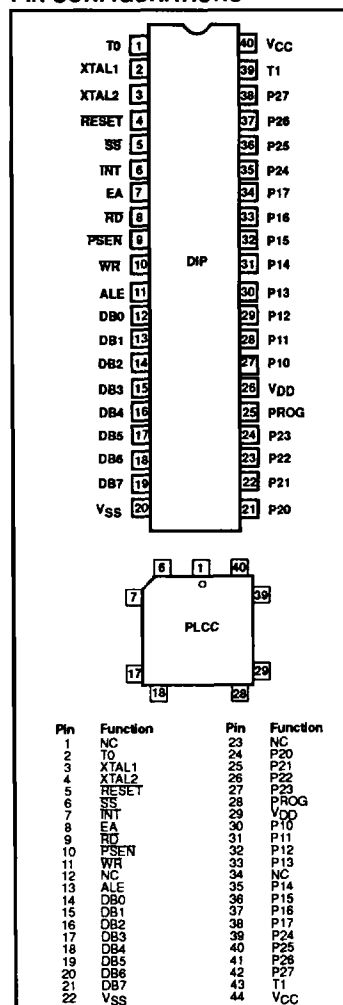 PIN CONFIGURATIONS
T0 1 40 VCC
XTAL1 2 39 T1
XTAL2 3 38 P27
RESET 4 37 P26
SS 5 36 P25
INT 6 35 P24
EA 7 34 P17
RD 8 33 P16
PSEN 9 32 P15
WR 10 DIP 31 P14
ALE 11 30 P13
DB0 12 29 P12
DB1 13 28 P11
DB2 14 27 P10
DB3 15 26 VDD
DB4 16 25 PROG
DB5 17 24 P23
DB6 18 23 P22
DB7 19 22 P21
VSS 20 21 P20
6 1 40
7 39
PLCC
17 29
18 28
Pin Function Pin Function
1 NC 23 NC
2 T0 24 P20
3 XTAL1 25 P21
4 XTAL2 26 P22
5 RESET 27 P23
6 SS 28 PROG
7 INT 29 VDD
8 EA 30 P10
9 RD 31 P11
10 PSEN 32 P12
11 WR 33 P13
12 NC 34 NC
13 ALE 35 P14
14 DB0 36 P15
15 DB1 37 P16
16 DB2 38 P17
17 DB3 39 P24
18 DB4 40 P25
19 DB5 41 P26
20 DB6 42 P27
21 DB7 43 T1
22 VSS 44 VCC